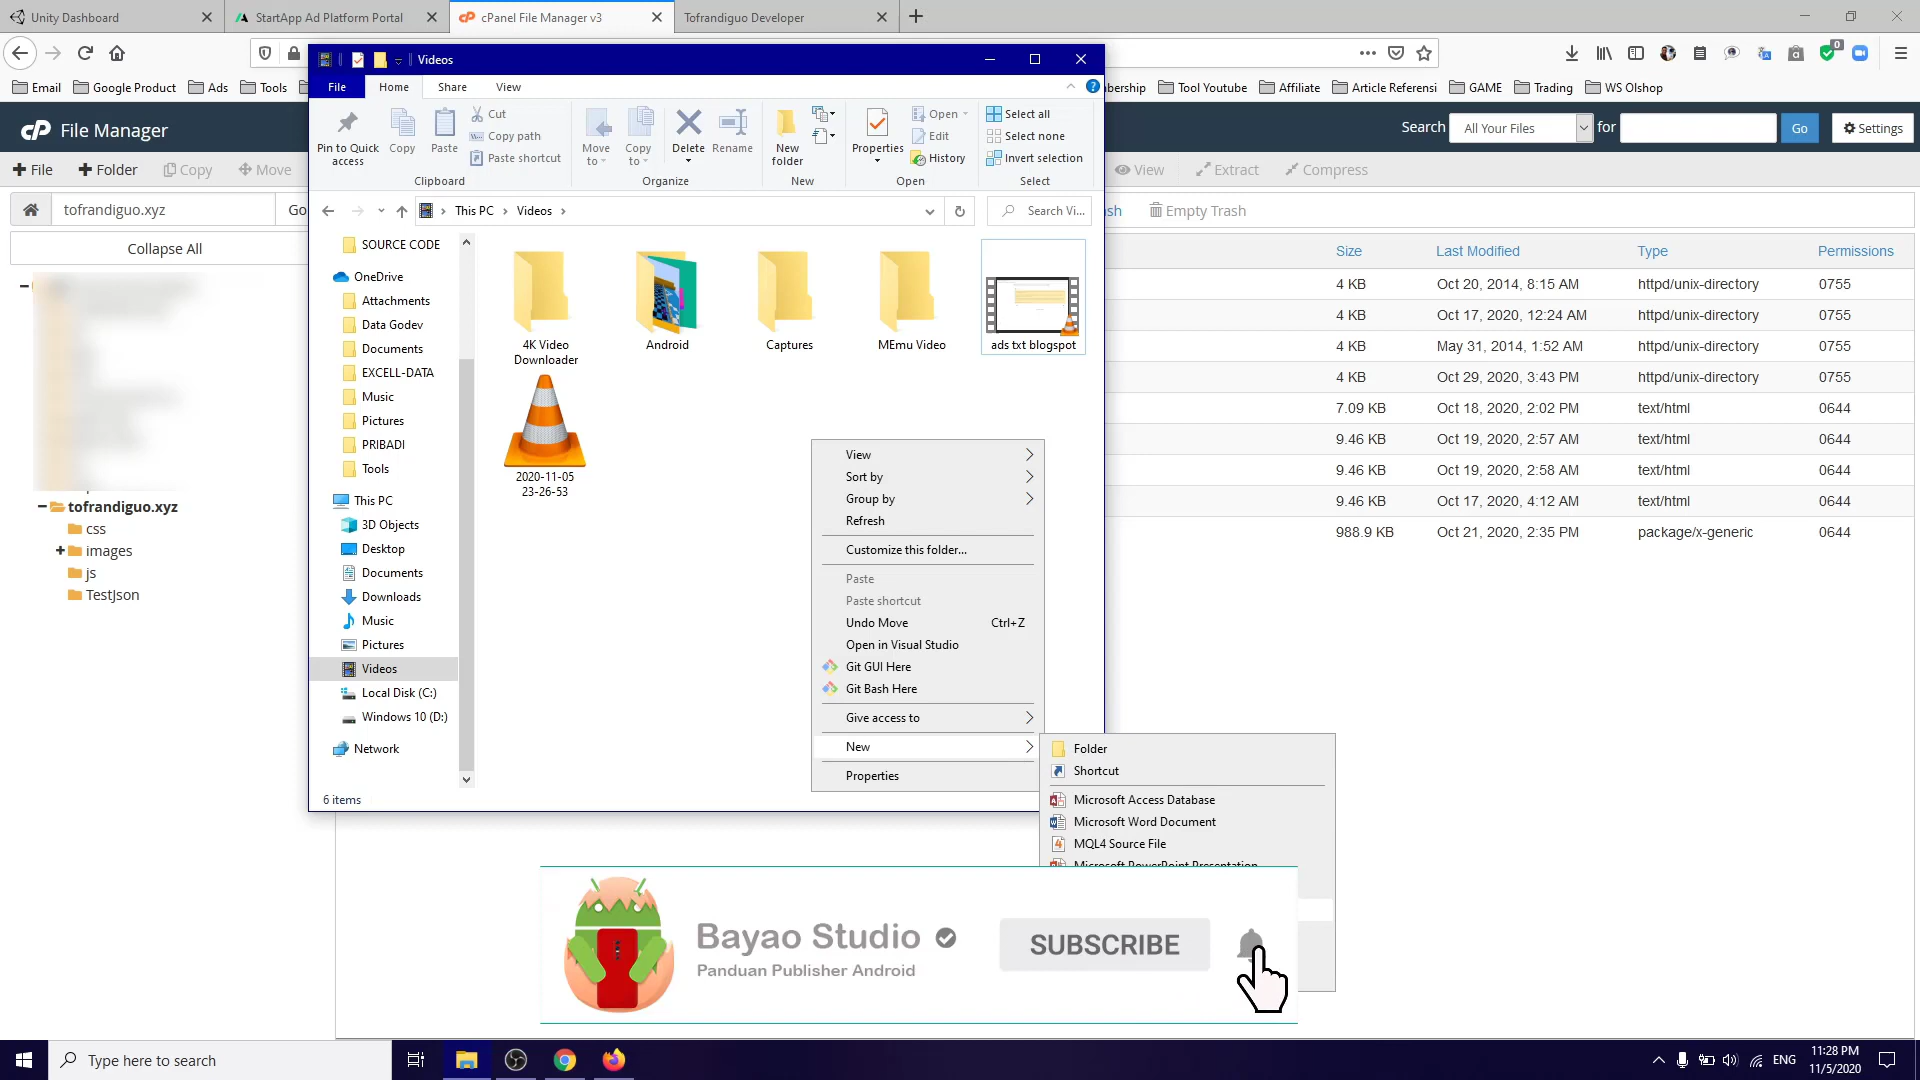 Unity Dashboard
StartApp Ad Platform Portal
cPanel File Manager v3
Tofrandiguo Developer
Email
Google Product
Ads
Tools
Tool Youtube
Affiliate
Article Referensi
GAME
Trading
WS Olshop
0
cP File Manager
Search
All Your Files
for
Go
Settings
File
Folder
Copy
Move
View
Extract
Compress
tofrandiguo.xyz
Go
Empty Trash
Collapse All
tofrandiguo.xyz
css
images
js
TestJson
Videos
File
Home
Share
View
Pin to Quick access
Copy
Paste
Cut
Copy path
Paste shortcut
Clipboard
Move to
Copy to
Delete
Rename
Organize
New folder
New
Properties
Open
Edit
History
Open
Select all
Select none
Invert selection
Select
This PC
Videos
Search Vi...
SOURCE CODE
OneDrive
Attachments
Data Godev
Documents
EXCELL-DATA
Music
Pictures
PRIBADI
Tools
This PC
3D Objects
Desktop
Documents
Downloads
Music
Pictures
Videos
Local Disk (C:)
Windows 10 (D:)
Network
6 items
4K Video
Downloader
Android
Captures
MEmu Video
ads txt blogspot
2020-11-05
23-26-53
View
Sort by
Group by
Refresh
Customize this folder...
Paste
Paste shortcut
Undo Move Ctrl+Z
Open in Visual Studio
Git GUI Here
Git Bash Here
Give access to
New
Properties
Folder
Shortcut
Microsoft Access Database
Microsoft Word Document
MQL4 Source File
Microsoft PowerPoint Presentation
Size Last Modified Type Permissions
4 KB Oct 20, 2014, 8:15 AM httpd/unix-directory 0755
4 KB Oct 17, 2020, 12:24 AM httpd/unix-directory 0755
4 KB May 31, 2014, 1:52 AM httpd/unix-directory 0755
4 KB Oct 29, 2020, 3:43 PM httpd/unix-directory 0755
7.09 KB Oct 18, 2020, 2:02 PM text/html 0644
9.46 KB Oct 19, 2020, 2:57 AM text/html 0644
9.46 KB Oct 19, 2020, 2:58 AM text/html 0644
9.46 KB Oct 17, 2020, 4:12 AM text/html 0644
988.9 KB Oct 21, 2020, 2:35 PM package/x-generic 0644
Bayao Studio
Panduan Publisher Android
SUBSCRIBE
Type here to search
ENG
11:28 PM
11/5/2020